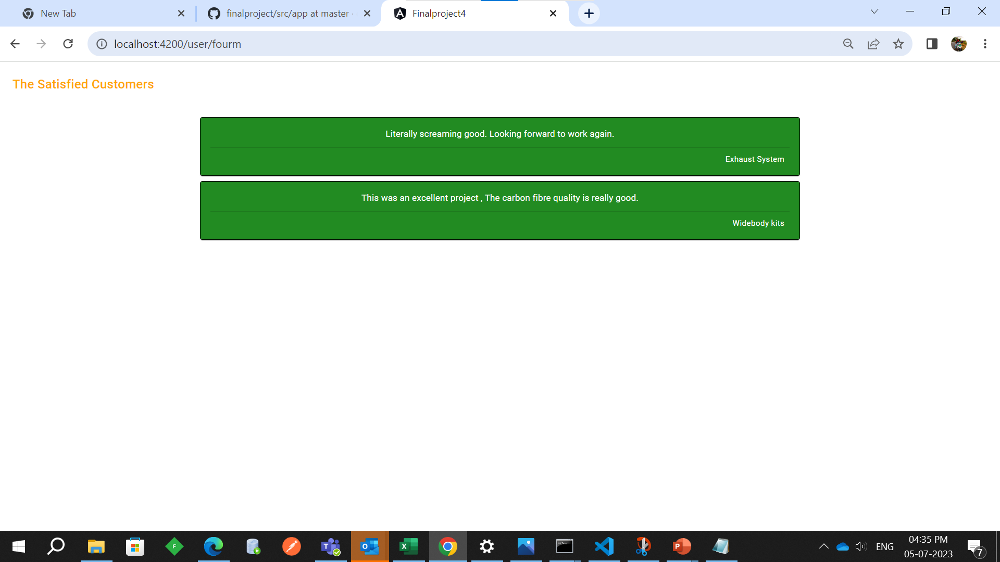 New Tab
finalproject/src/app at master ·
Finalproject4
localhost:4200/user/fourm
The Satisfied Customers
Literally screaming good. Looking forward to work again.
Exhaust System
This was an excellent project , The carbon fibre quality is really good.
Widebody kits
04:35 PM
ENG
05-07-2023
7